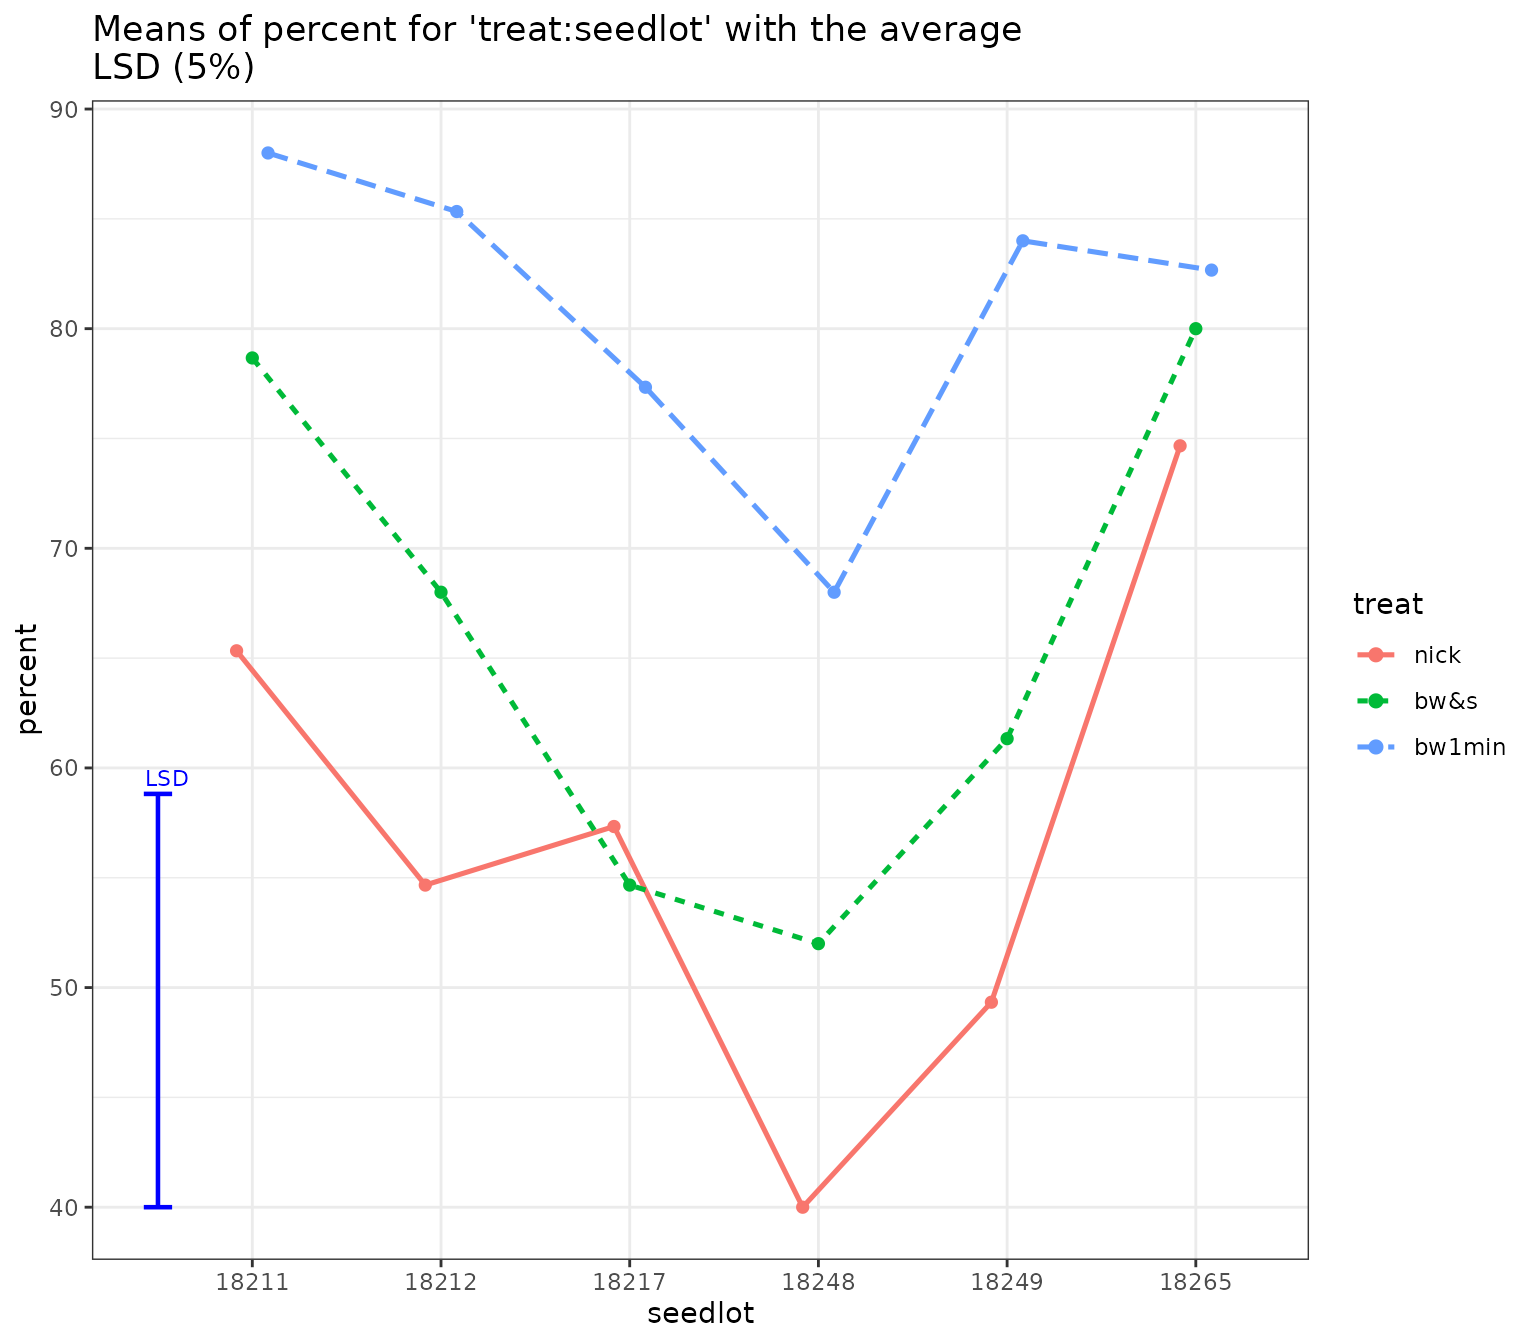 Means of percent for 'treat:seedlot' with the average
LSD (5%)
90
80
70
60
50
40
percent
LSD
18211
18212
18217
18248
18249
18265
seedlot
treat
nick
bw&s
bw1min